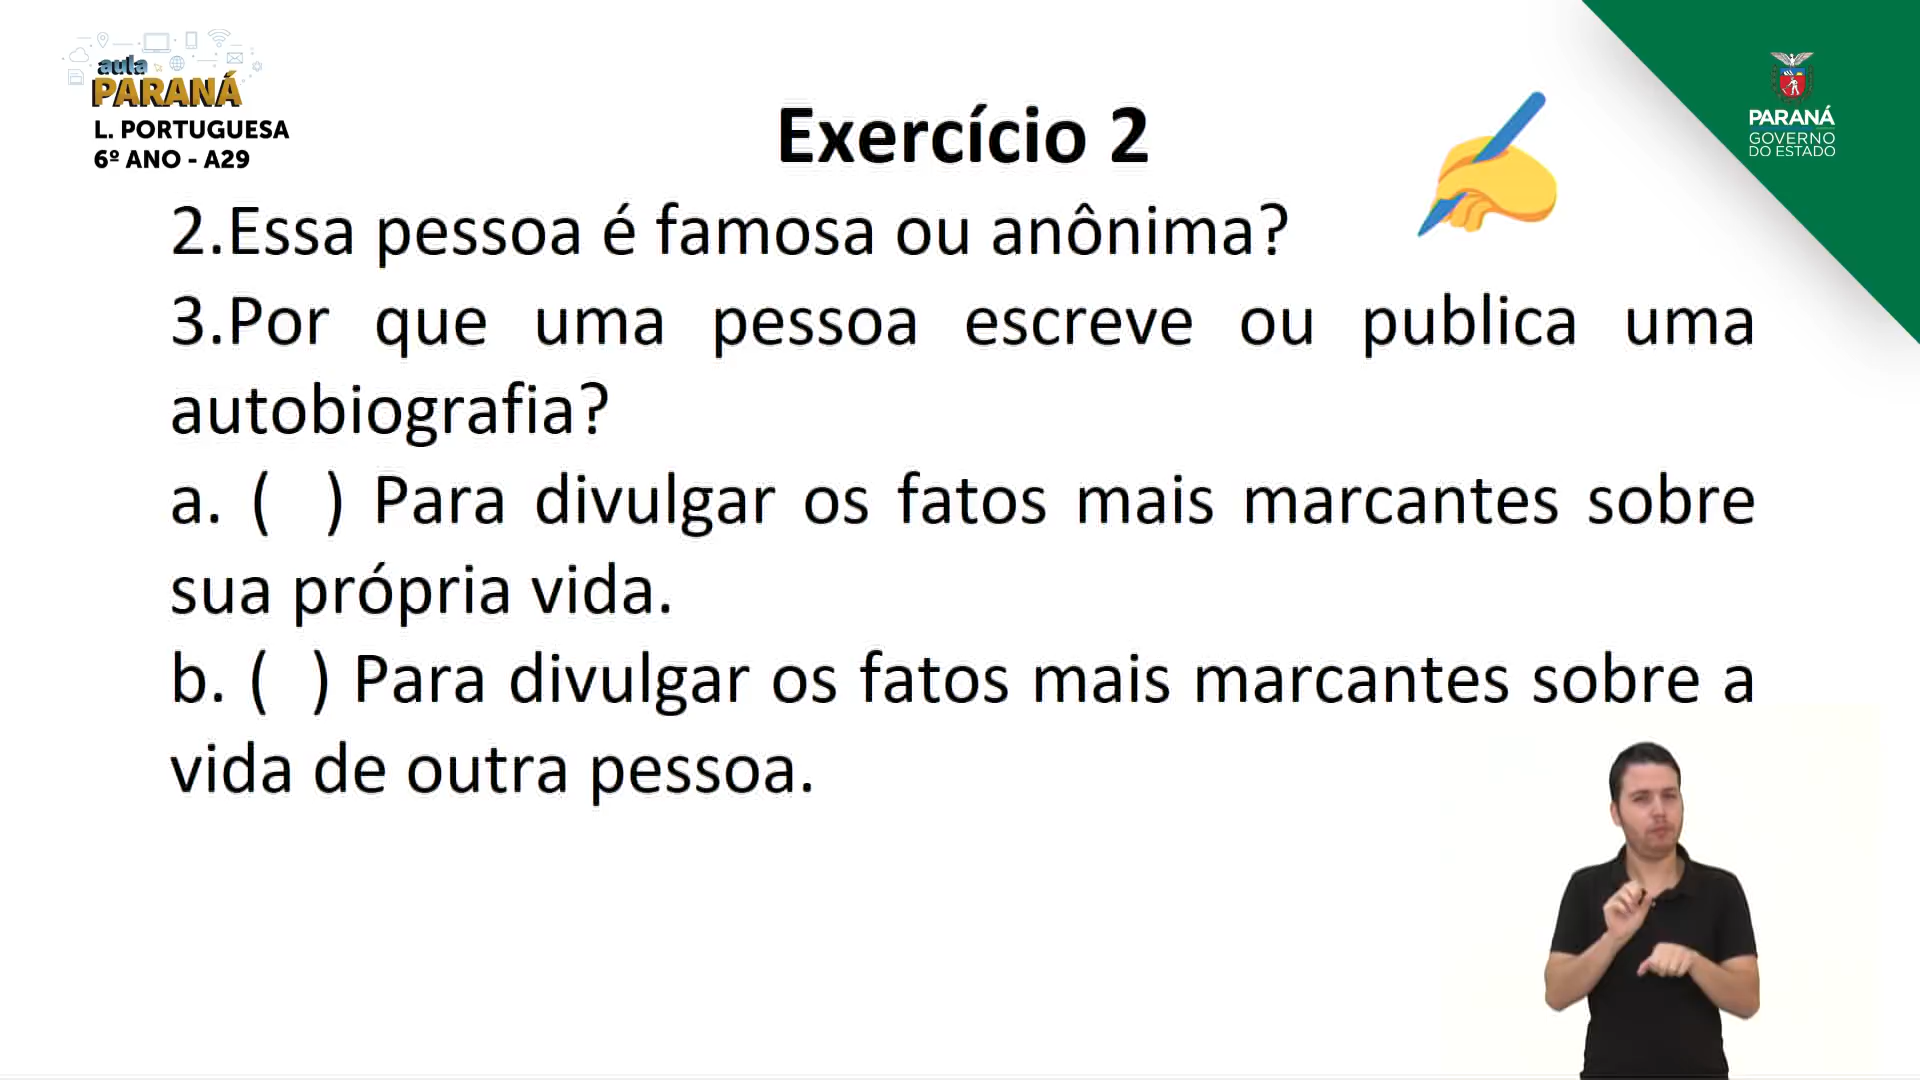 aula
PARANÁ
L. PORTUGUESA
6º ANO - A29
PARANÁ
GOVERNO
DO ESTADO
Exercício 2
2.Essa pessoa é famosa ou anônima?
3.Por que uma pessoa escreve ou publica uma
autobiografia?
a. (  ) Para divulgar os fatos mais marcantes sobre
sua própria vida.
b. (  ) Para divulgar os fatos mais marcantes sobre a
vida de outra pessoa.